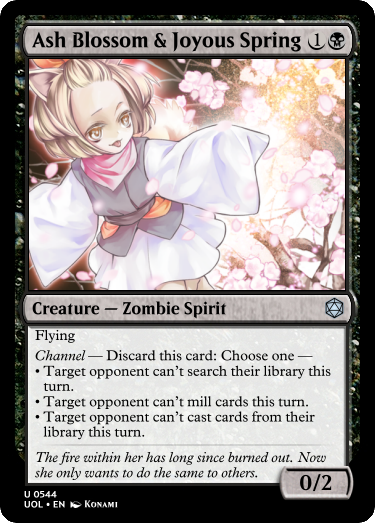 Ash Blossom & Joyous Spring 1
Creature — Zombie Spirit
Flying
Channel — Discard this card: Choose one —
• Target opponent can't search their library this
turn.
• Target opponent can't mill cards this turn.
• Target opponent can't cast cards from their
library this turn.
The fire within her has long since burned out. Now
she only wants to do the same to others.
0/2
U 0544
UOL • EN Konami